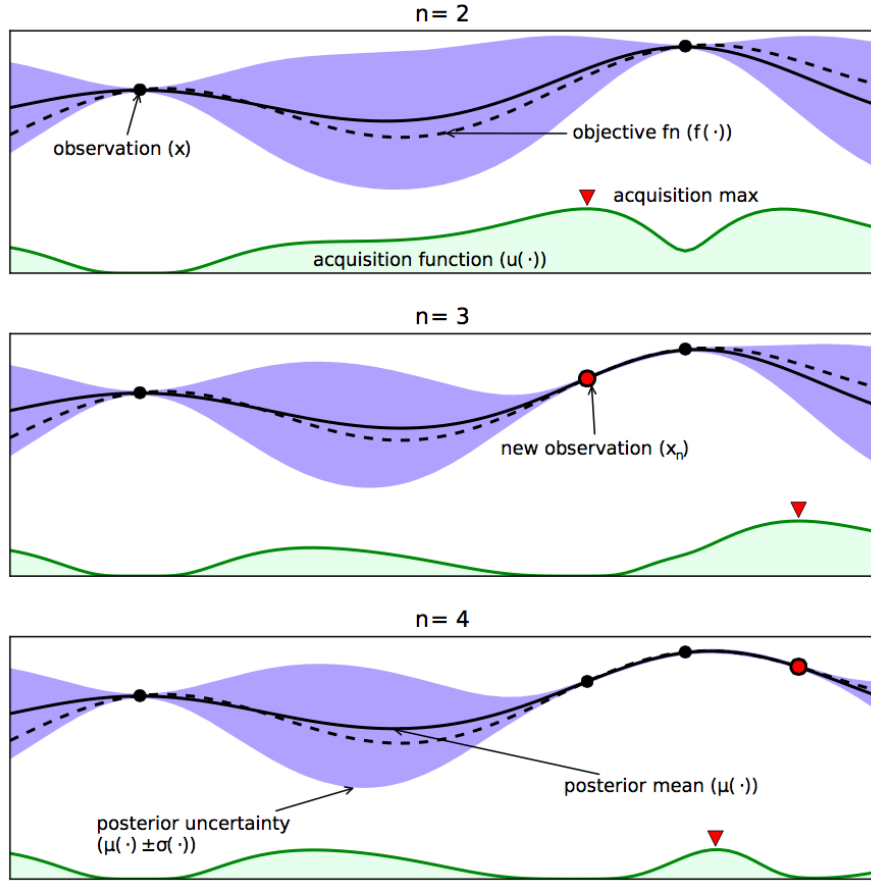 n= 2
observation (x)
objective fn (f(·))
acquisition max
acquisition function (u(·))
n= 3
new observation (xn)
n= 4
posterior mean (μ(·))
posterior uncertainty
(μ(·) ±σ(·))